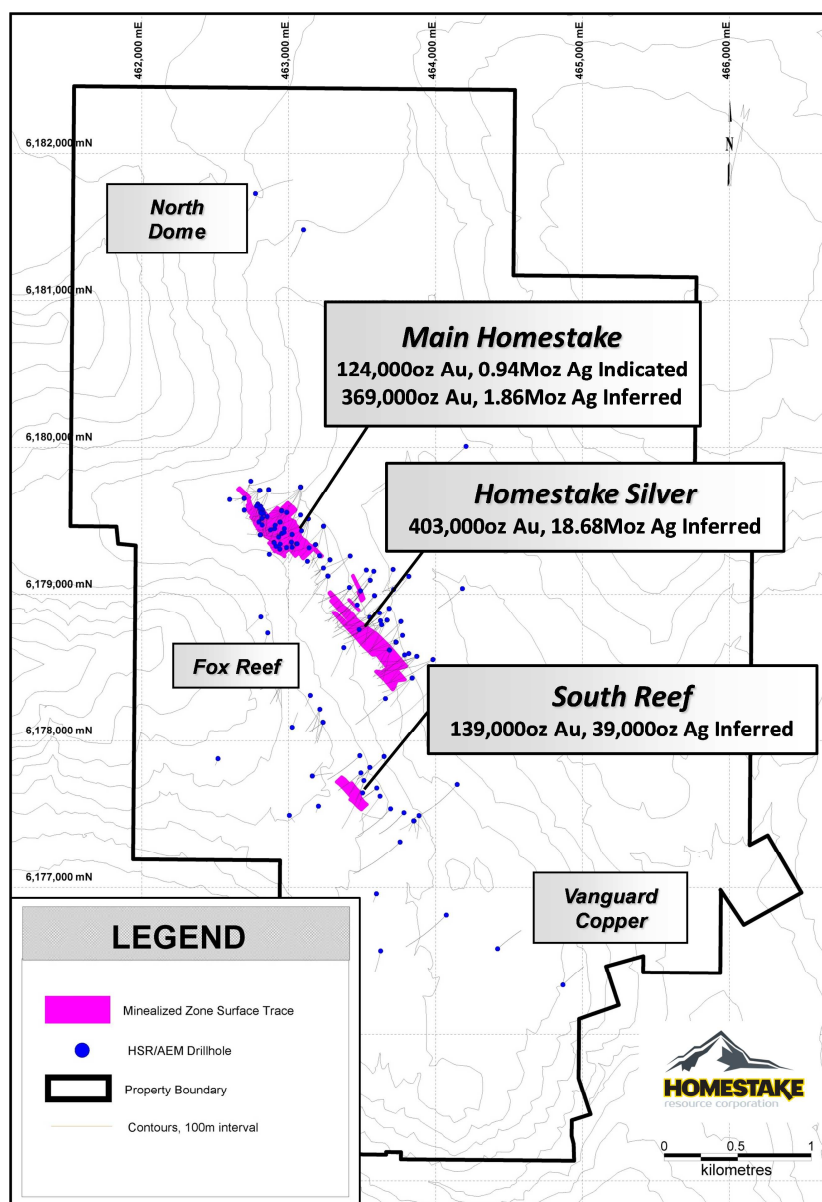 462,000 mE
463,000 mE
464,000 mE
465,000 mE
466,000 mE
6,182,000 mN
M
N
North
Dome
6,181,000 mN
Main Homestake
124,000oz Au, 0.94Moz Ag Indicated
369,000oz Au, 1.86Moz Ag Inferred
6,180,000 mN
Homestake Silver
403,000oz Au, 18.68Moz Ag Inferred
6,179,000 mN
Fox Reef
South Reef
139,000oz Au, 39,000oz Ag Inferred
6,178,000 mN
6,177,000 mN
Vanguard
Copper
LEGEND
Minealized Zone Surface Trace
HSR/AEM Drillhole
Property Boundary
Contours, 100m interval
HOMESTAKE
resource corporation
0 0.5 1
kilometres